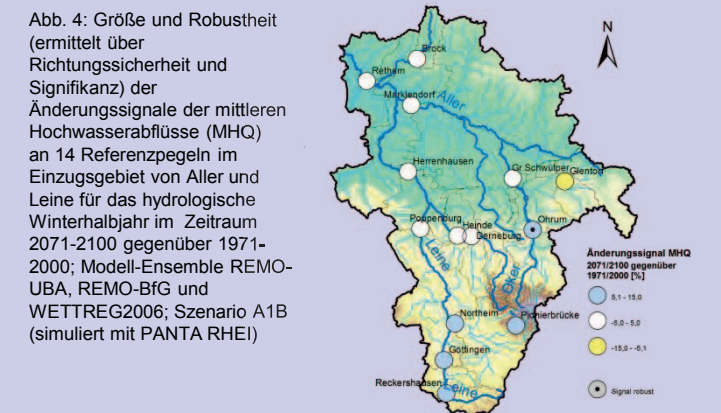 Abb. 4: Größe und Robustheit
(ermittelt über
Richtungssicherheit und
Signifikanz) der
Änderungssignale der mittleren
Hochwasserabflüsse (MHQ)
an 14 Referenzpegeln im
Einzugsgebiet von Aller und
Leine für das hydrologische
Winterhalbjahr im Zeitraum
2071-2100 gegenüber 1971-
2000; Modell-Ensemble REMO-
UBA, REMO-BfG und
WETTREG2006; Szenario A1B
(simuliert mit PANTA RHEI)
N
Brock
Rethem
Marklendorf
Aller
Herrenhausen
Gr Schwülper
Glentorf
Poppenburg
Heinde
Derneburg
Ohrum
Leine
Oker
Northeim
Pionierbrücke
Göttingen
Reckershausen
Leine
Änderungssignal MHQ
2071/2100 gegenüber
1971/2000 [%]
5,1 - 15,0
-5,0 - 5,0
-15,0 - -5,1
Signal robust